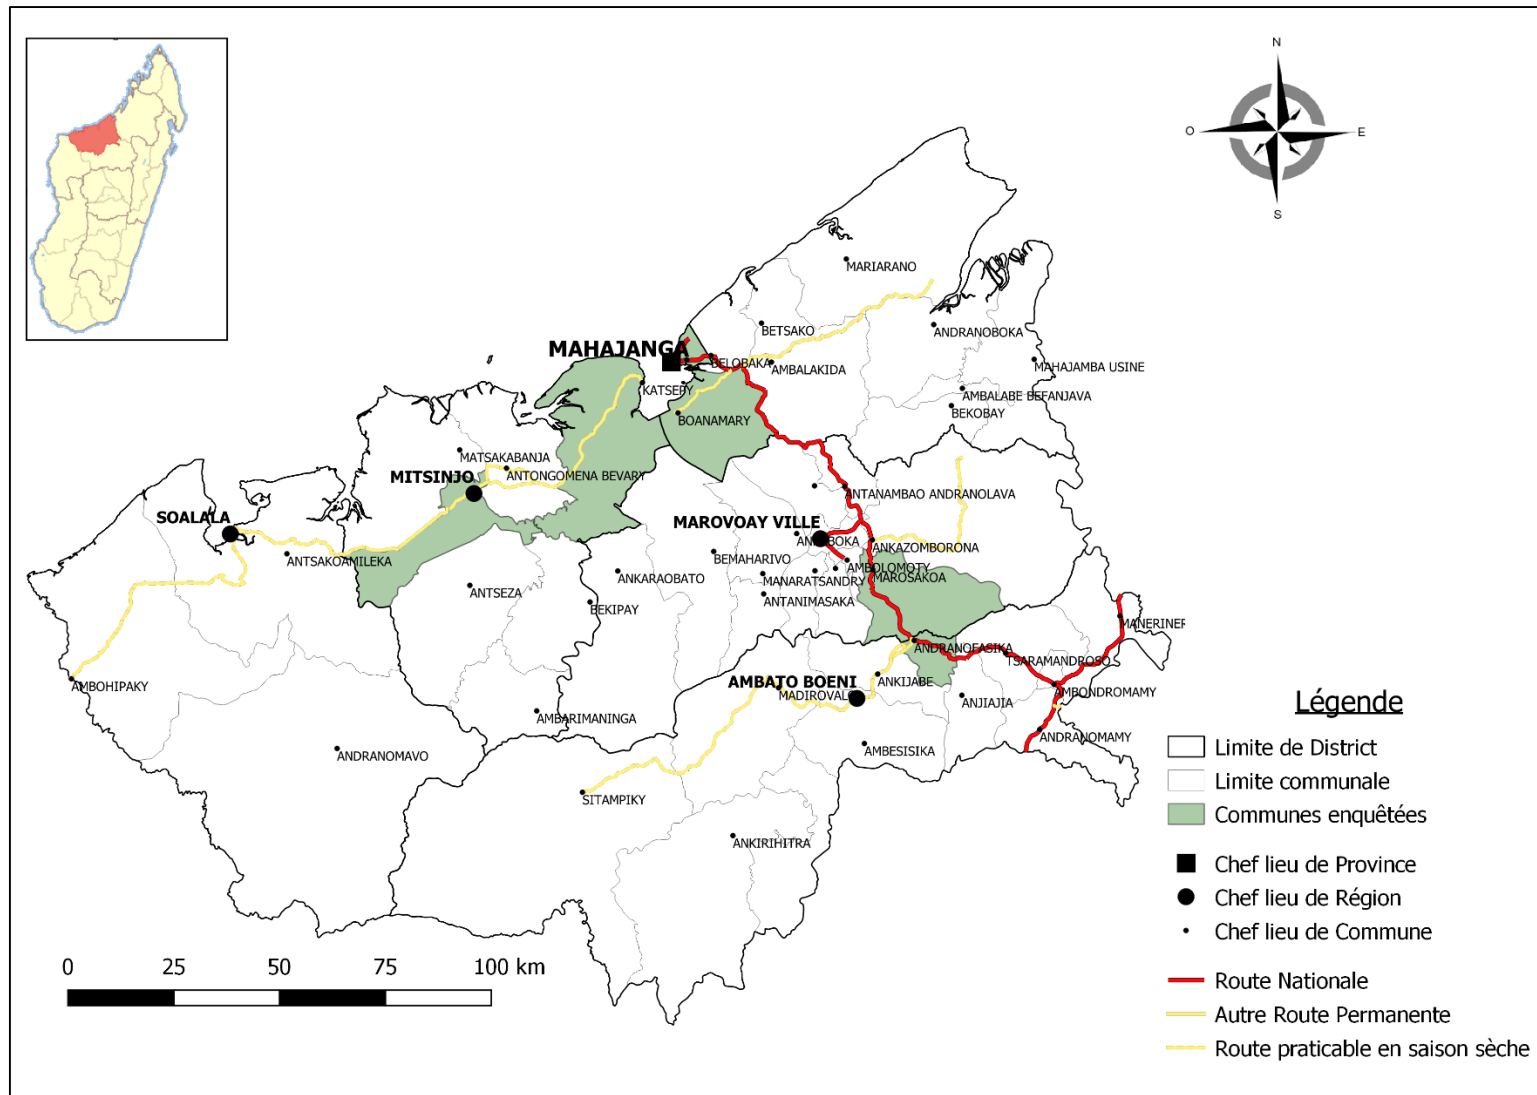 N
O
E
S
MARIARANO
BETSAKO
ANDRANOBOKA
MAHAJANGA
BELOBAKA
AMBALAKIDA
MAHAJAMBA USINE
KATSEPY
AMBALABE BEFANJAVA
BEKOBAY
BOANAMARY
MATSAKABANJA
MITSINJO
ANTONGOMENA BEVARY
ANTANAMBAO ANDRANOLAVA
SOALALA
MAROVOAY VILLE
ANKAZOMBORONA
ANTSAKOAMILEKA
BEMAHARIVO
AMBOLOMOTY
ANKARAOBATO
MANARATSANDRY
MAROSAKOA
ANTSEZA
ANTANIMASAKA
BEKIPAY
MANERINER
ANDRANOFASIKA
TSARAMANDROSO
AMBOHIPAKY
AMBATO BOENI
ANKIJABE
MADIROVALO
AMBONDROMAMY
ANJIAJIA
AMBARIMANINGA
ANDRANOMAMY
ANDRANOMAVO
AMBESISIKA
SITAMPIKY
ANKIRIHITRA
Légende
Limite de District
Limite communale
Communes enquêtées
Chef lieu de Province
Chef lieu de Région
Chef lieu de Commune
Route Nationale
Autre Route Permanente
Route praticable en saison sèche
0 25 50 75 100 km